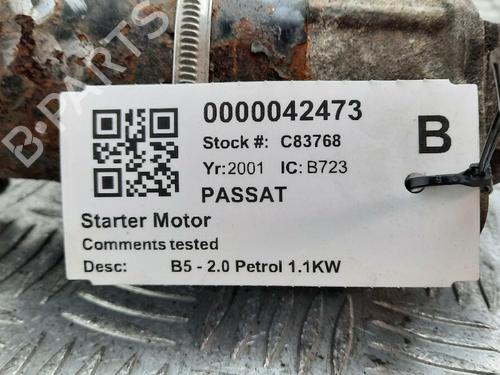 0000042473
B
Stock #: C83768
Yr:2001 IC:B723
PASSAT
Starter Motor
Comments tested
Desc: B5 - 2.0 Petrol 1.1KW
B-PARTS